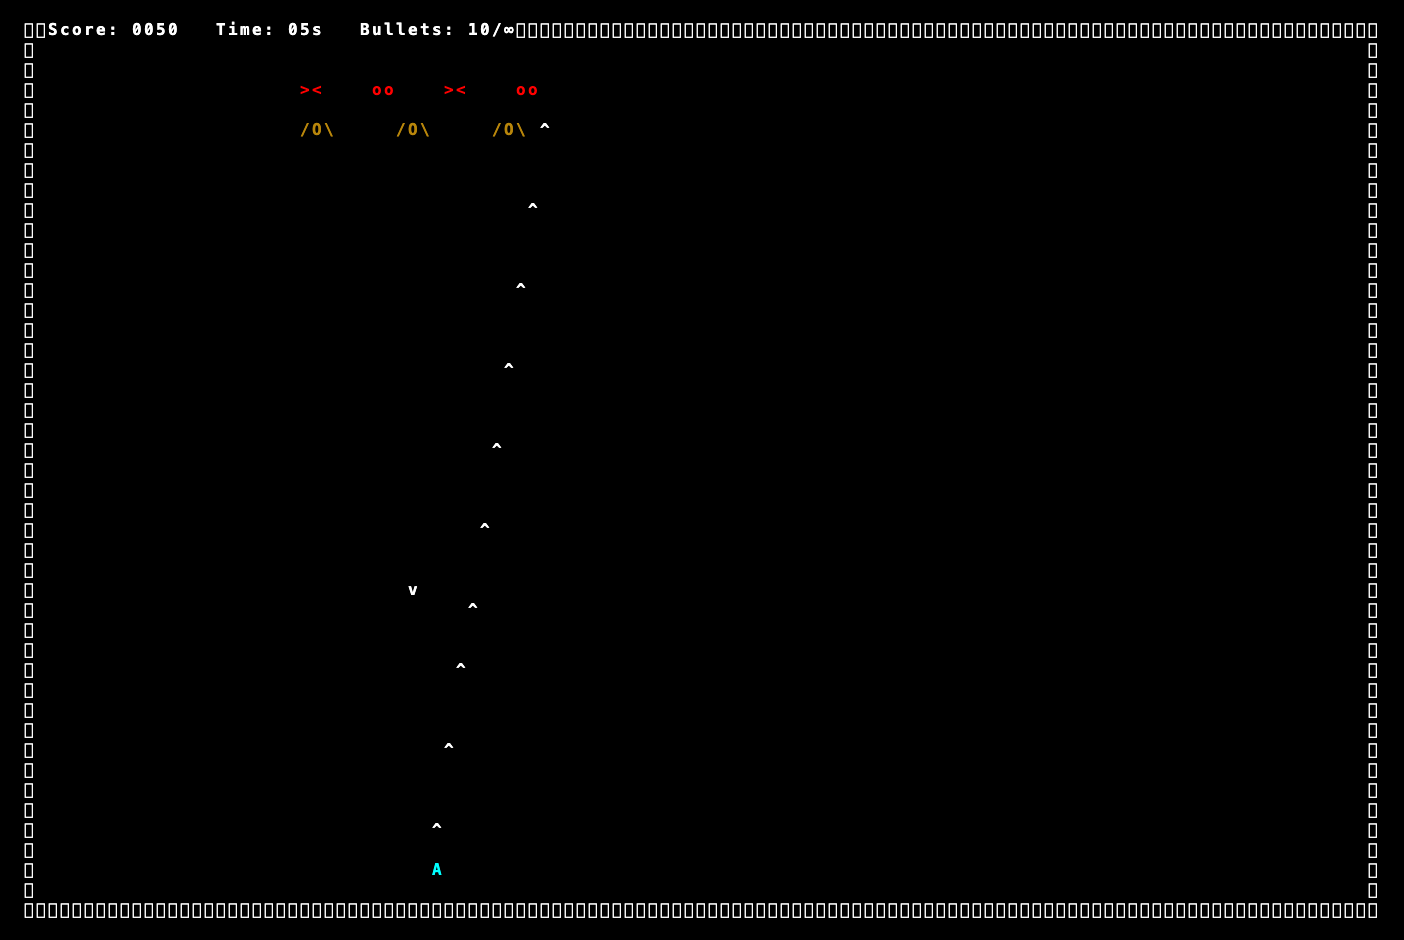 Score: 0050   Time: 05s   Bullets: 10/∞
><    oo    ><    oo
/O\     /O\     /O\ ^
^
^
^
^
^
v
^
^
^
^
A